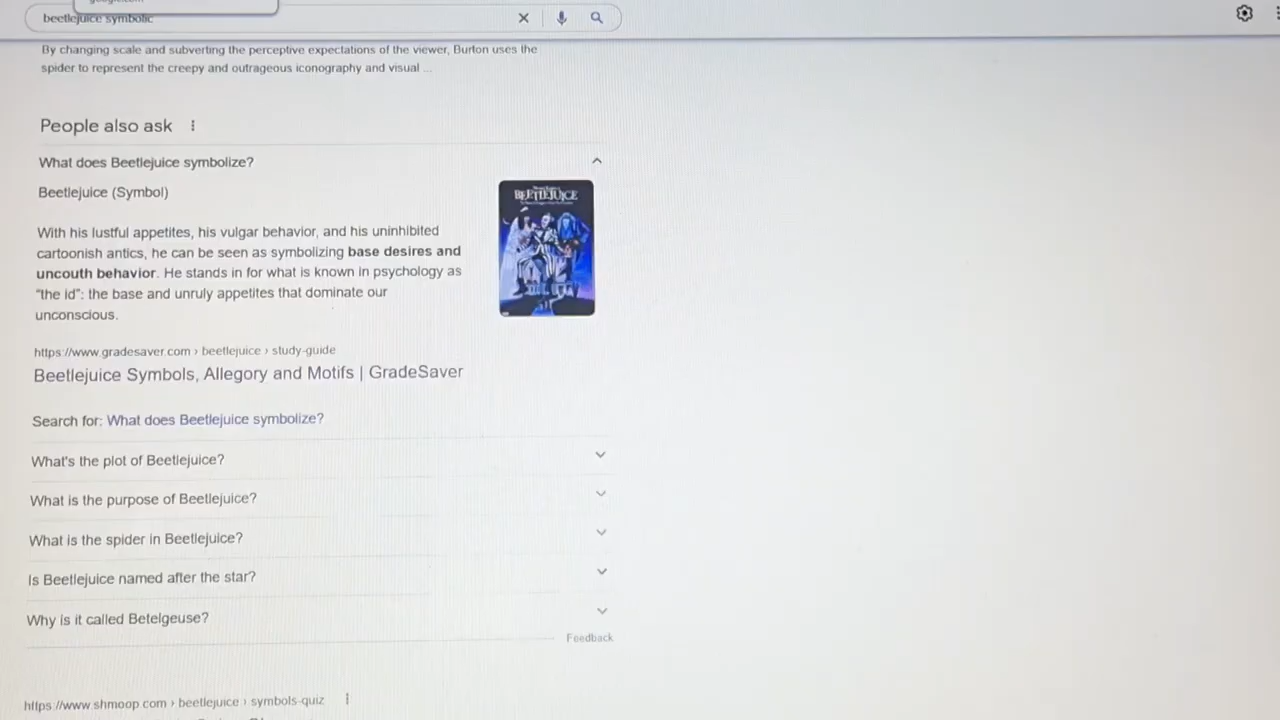 beetlejuice symbolic
By changing scale and subverting the perceptive expectations of the viewer, Burton uses the
spider to represent the creepy and outrageous iconography and visual ...
People also ask
What does Beetlejuice symbolize?
Beetlejuice (Symbol)
BEETLEJUICE
With his lustful appetites, his vulgar behavior, and his uninhibited
cartoonish antics, he can be seen as symbolizing base desires and
uncouth behavior. He stands in for what is known in psychology as
"the id": the base and unruly appetites that dominate our
unconscious.
https://www.gradesaver.com › beetlejuice › study-guide
Beetlejuice Symbols, Allegory and Motifs | GradeSaver
Search for: What does Beetlejuice symbolize?
What's the plot of Beetlejuice?
What is the purpose of Beetlejuice?
What is the spider in Beetlejuice?
Is Beetlejuice named after the star?
Why is it called Betelgeuse?
Feedback
https://www.shmoop.com › beetlejuice › symbols-quiz